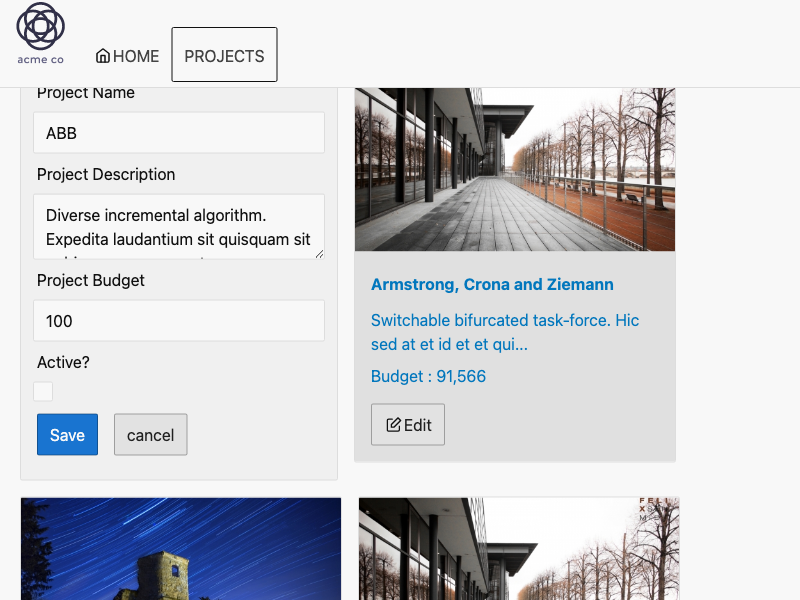 acme co
HOME
PROJECTS
Project Name
ABB
Project Description
Diverse incremental algorithm.
Expedita laudantium sit quisquam sit
Project Budget
100
Active?
Save
cancel
Armstrong, Crona and Ziemann
Switchable bifurcated task-force. Hic
sed at et id et et qui...
Budget : 91,566
Edit